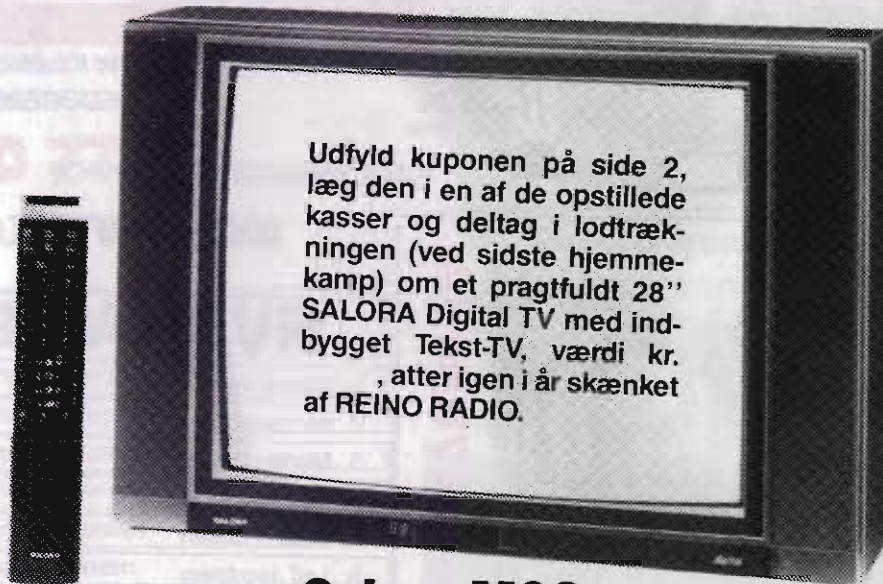 Udfyld kuponen på side 2,
læg den i en af de opstillede
kasser og deltag i lodtræk-
ningen (ved sidste hjemme-
kamp) om et pragtfuldt 28”
SALORA Digital TV med ind-
bygget Tekst-TV, værdi kr.
, atter igen i år skænket
af REINO RADIO.